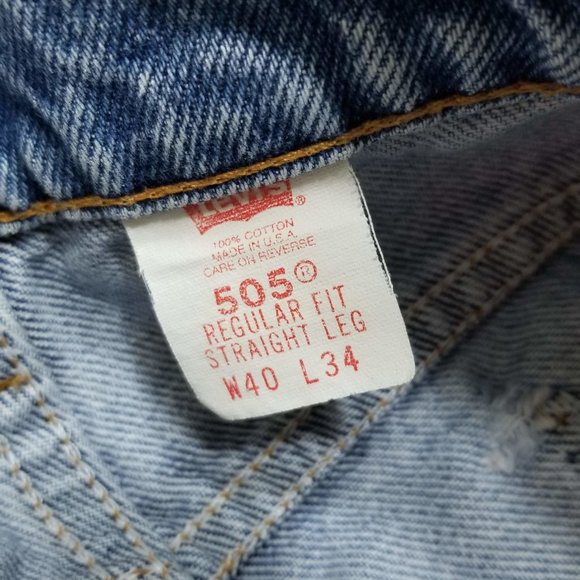 Levi's®
100% COTTON
MADE IN U.S.A.
CARE ON REVERSE
505®
REGULAR FIT
STRAIGHT LEG
W40 L34